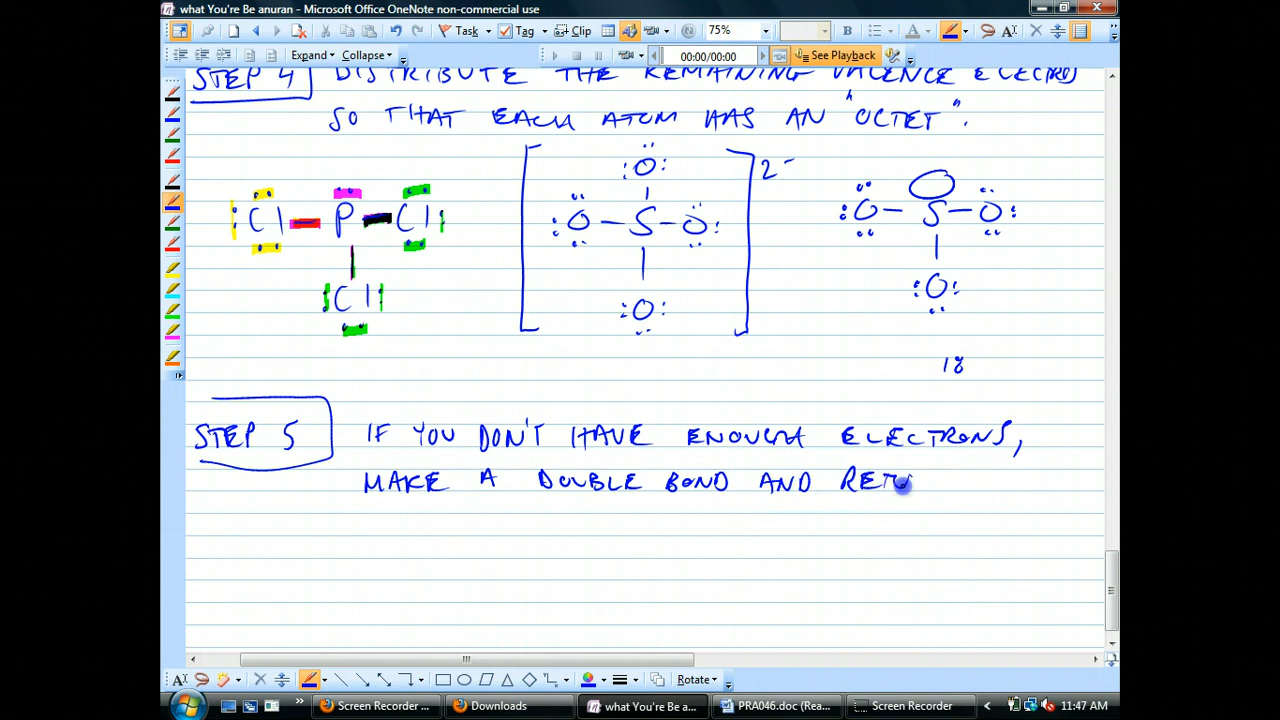 what You're Be anuran - Microsoft Office OneNote non-commercial use
Task Tag Clip 75%
Expand Collapse 00:00/00:00 See Playback
STEP 4 DISTRIBUTE THE REMAINING VALENCE ELECTRO
SO THAT EACH ATOM HAS AN "OCTET".
O
2-
Cl P Cl
O S O
O S O
Cl
O
O
18
STEP 5 IF YOU DON'T HAVE ENOUGH ELECTRONS,
MAKE A DOUBLE BOND AND RETU
Rotate
Screen Recorder ... Downloads what You're Be a... PRA046.doc (Rea... Screen Recorder 11:47 AM